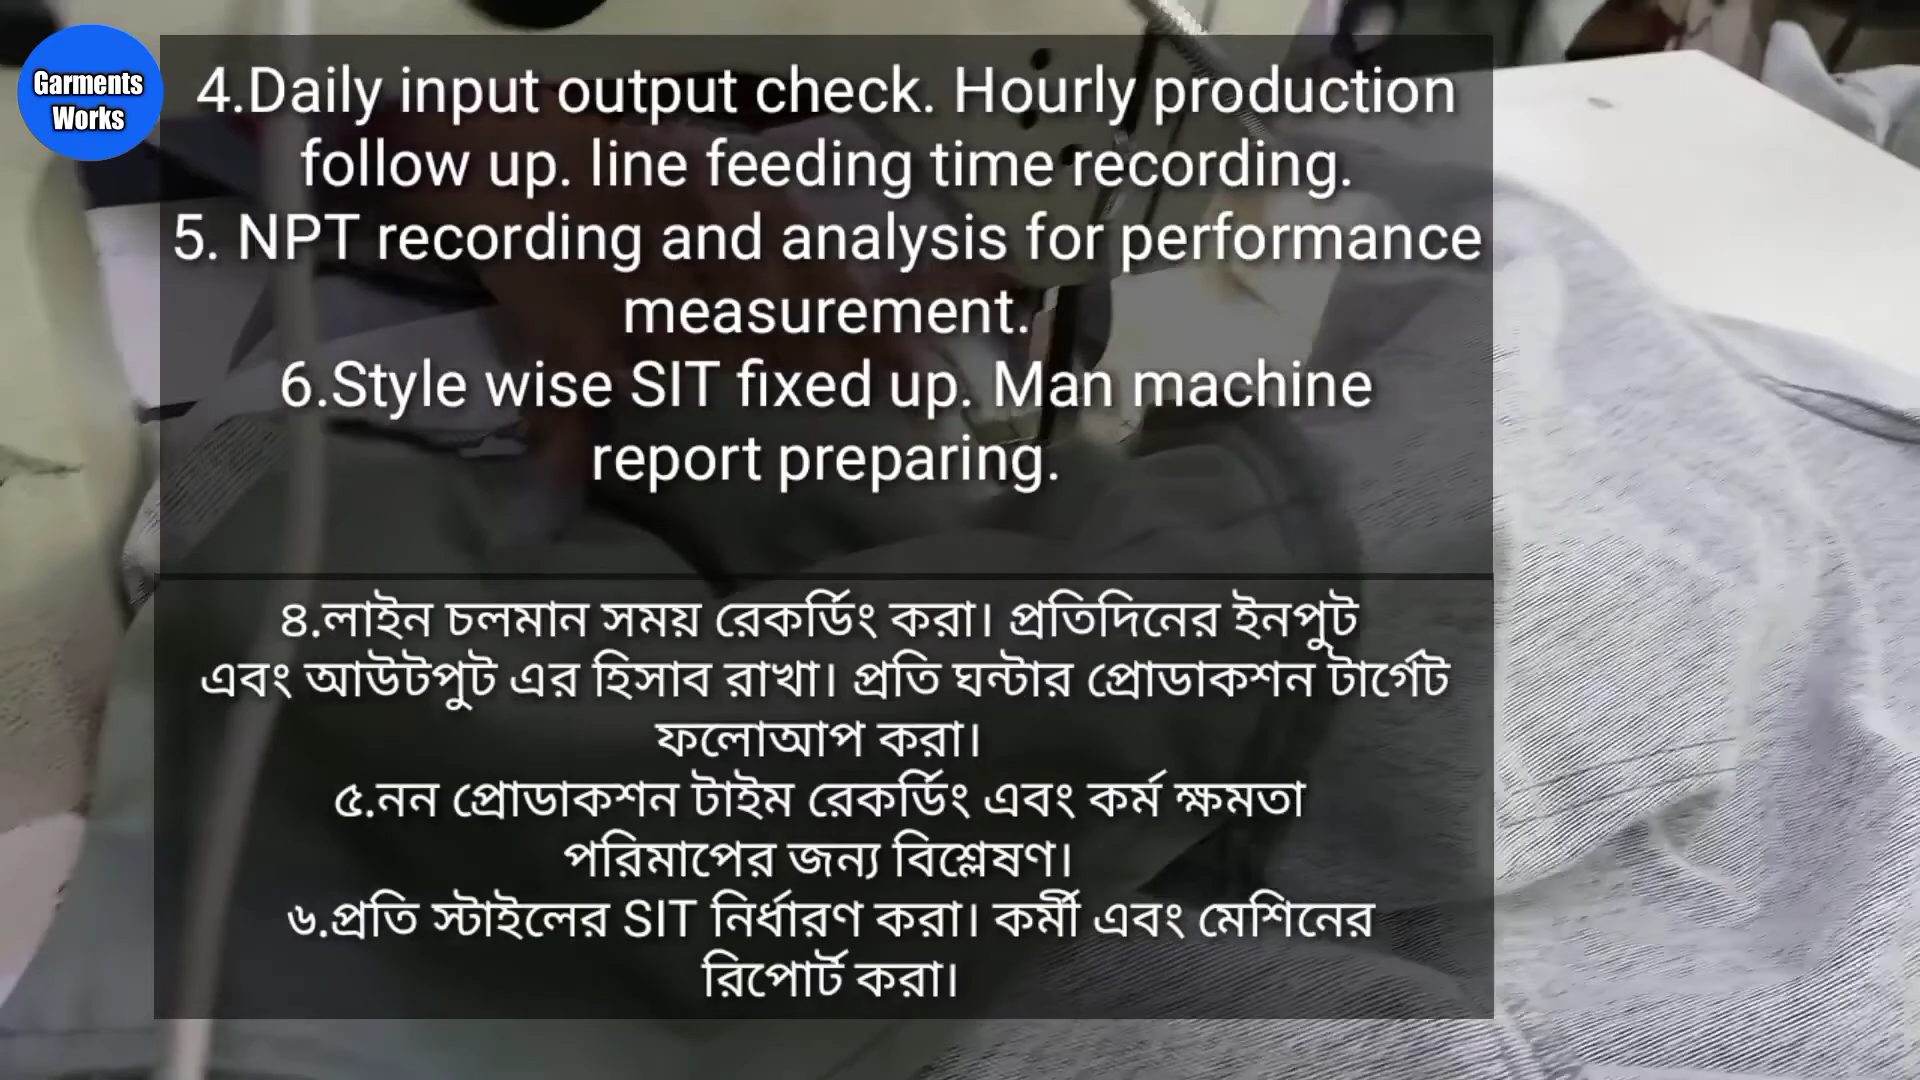 Garments
Works
4.Daily input output check. Hourly production
follow up. line feeding time recording.
5. NPT recording and analysis for performance
measurement.
6.Style wise SIT fixed up. Man machine
report preparing.
৪.লাইন চলমান সময় রেকর্ডিং করা। প্রতিদিনের ইনপুট
এবং আউটপুট এর হিসাব রাখা। প্রতি ঘন্টার প্রোডাকশন টার্গেট
ফলোআপ করা।
৫.নন প্রোডাকশন টাইম রেকর্ডিং এবং কর্ম ক্ষমতা
পরিমাপের জন্য বিশ্লেষণ।
৬.প্রতি স্টাইলের SIT নির্ধারণ করা। কর্মী এবং মেশিনের
রিপোর্ট করা।